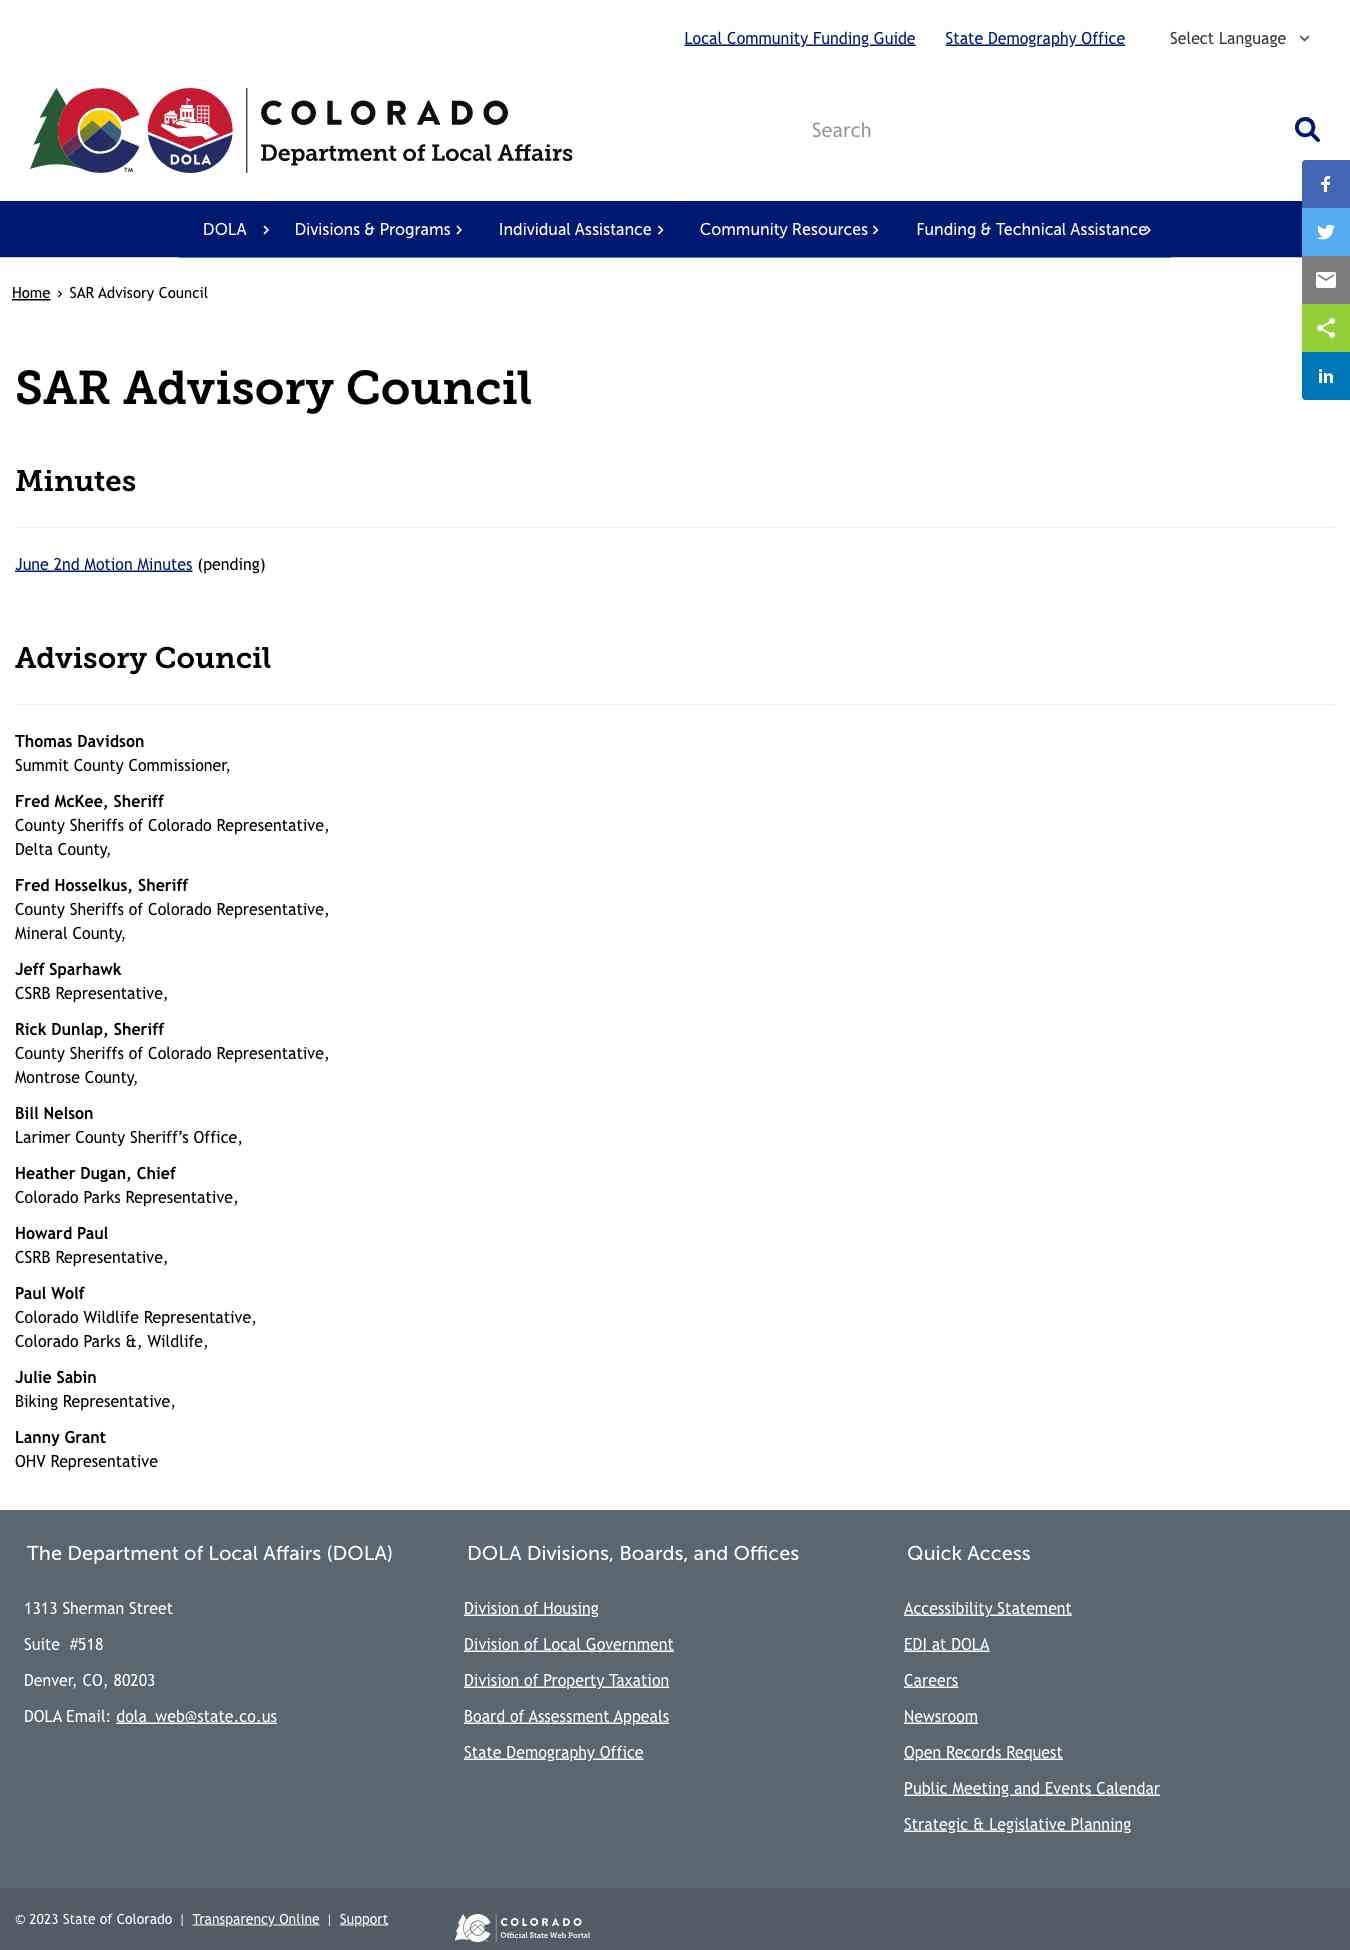 Local Community Funding Guide State Demography Office Select Language
COLORADO
Department of Local Affairs
DOLA
TM
Search
DOLA Divisions & Programs Individual Assistance Community Resources Funding & Technical Assistance
Home › SAR Advisory Council
SAR Advisory Council
Minutes
June 2nd Motion Minutes (pending)
Advisory Council
Thomas Davidson
Summit County Commissioner,
Fred McKee, Sheriff
County Sheriffs of Colorado Representative,
Delta County,
Fred Hosselkus, Sheriff
County Sheriffs of Colorado Representative,
Mineral County,
Jeff Sparhawk
CSRB Representative,
Rick Dunlap, Sheriff
County Sheriffs of Colorado Representative,
Montrose County,
Bill Nelson
Larimer County Sheriff’s Office,
Heather Dugan, Chief
Colorado Parks Representative,
Howard Paul
CSRB Representative,
Paul Wolf
Colorado Wildlife Representative,
Colorado Parks &, Wildlife,
Julie Sabin
Biking Representative,
Lanny Grant
OHV Representative
The Department of Local Affairs (DOLA)
1313 Sherman Street
Suite #518
Denver, CO, 80203
DOLA Email: dola_web@state.co.us
DOLA Divisions, Boards, and Offices
Division of Housing
Division of Local Government
Division of Property Taxation
Board of Assessment Appeals
State Demography Office
Quick Access
Accessibility Statement
EDI at DOLA
Careers
Newsroom
Open Records Request
Public Meeting and Events Calendar
Strategic & Legislative Planning
© 2023 State of Colorado | Transparency Online | Support
COLORADO
Official State Web Portal